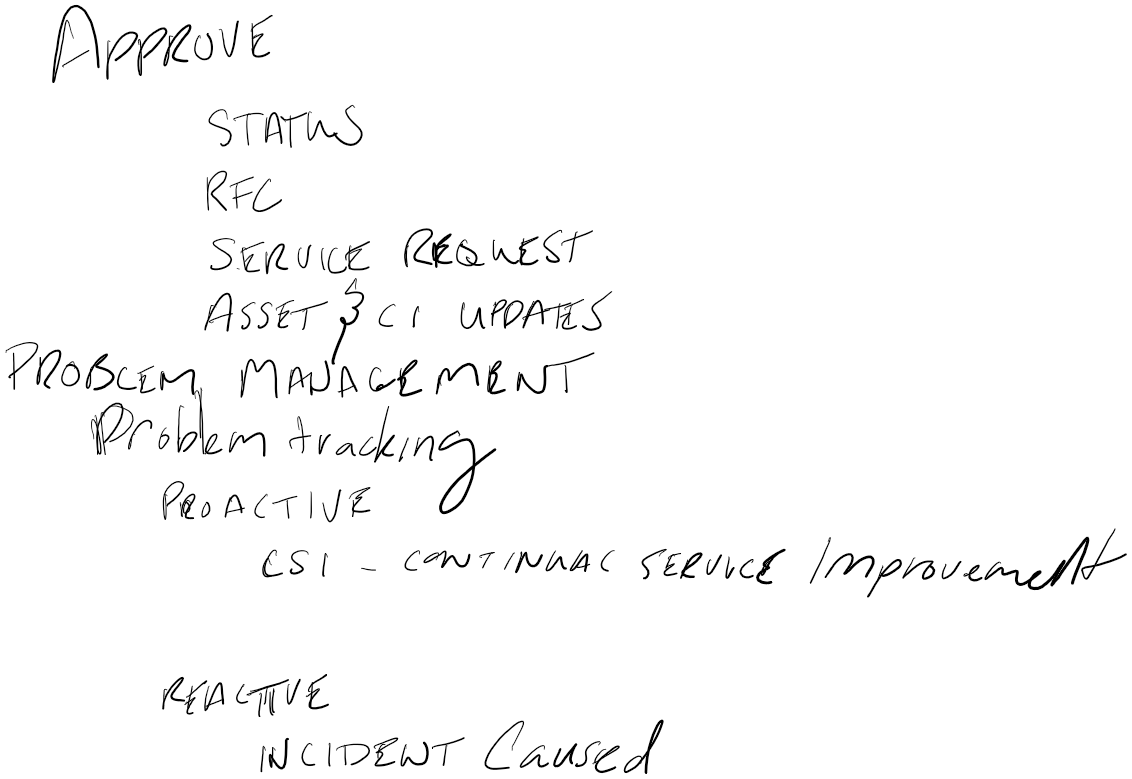 APPROVE
STATUS
RFC
SERVICE REQUEST
ASSET & CI UPDATES
PROBLEM MANAGEMENT
Problem tracking
PROACTIVE
CSI - CONTINUAL SERVICE Improvement
REACTIVE
INCIDENT Caused